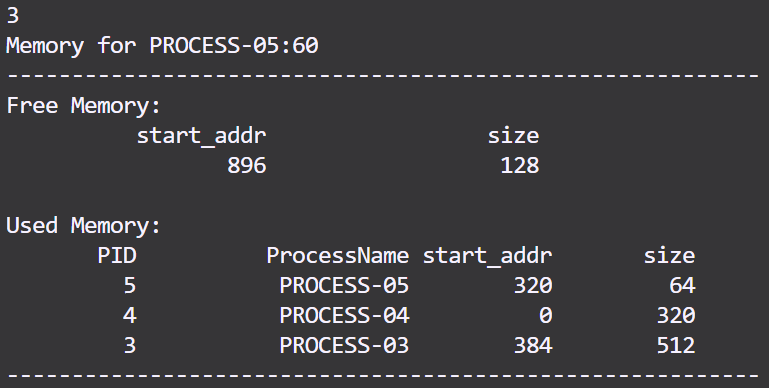 3
Memory for PROCESS-05:60
----------------------------------------------------------
Free Memory:
start_addr size
896 128
Used Memory:
PID ProcessName start_addr size
5 PROCESS-05 320 64
4 PROCESS-04 0 320
3 PROCESS-03 384 512
----------------------------------------------------------